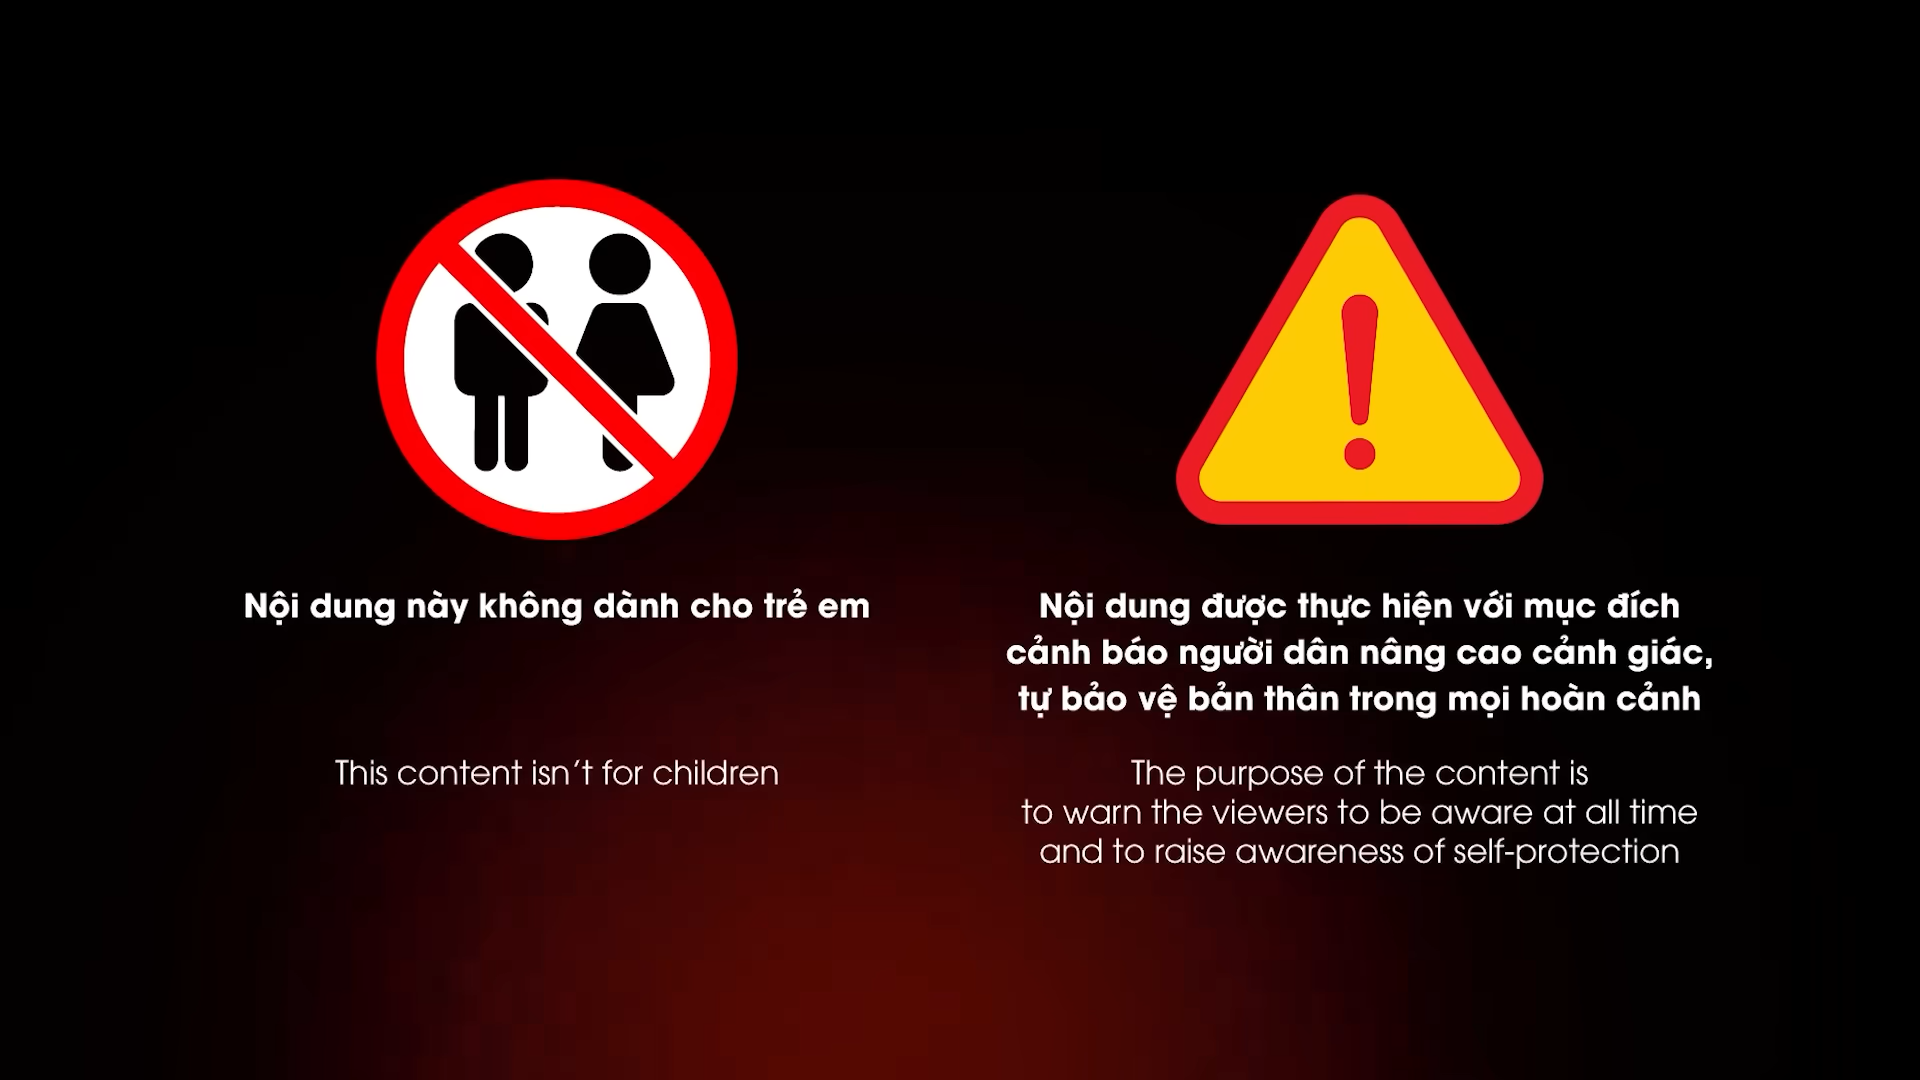 Nội dung này không dành cho trẻ em
This content isn’t for children
Nội dung được thực hiện với mục đích
cảnh báo người dân nâng cao cảnh giác,
tự bảo vệ bản thân trong mọi hoàn cảnh
The purpose of the content is
to warn the viewers to be aware at all time
and to raise awareness of self-protection